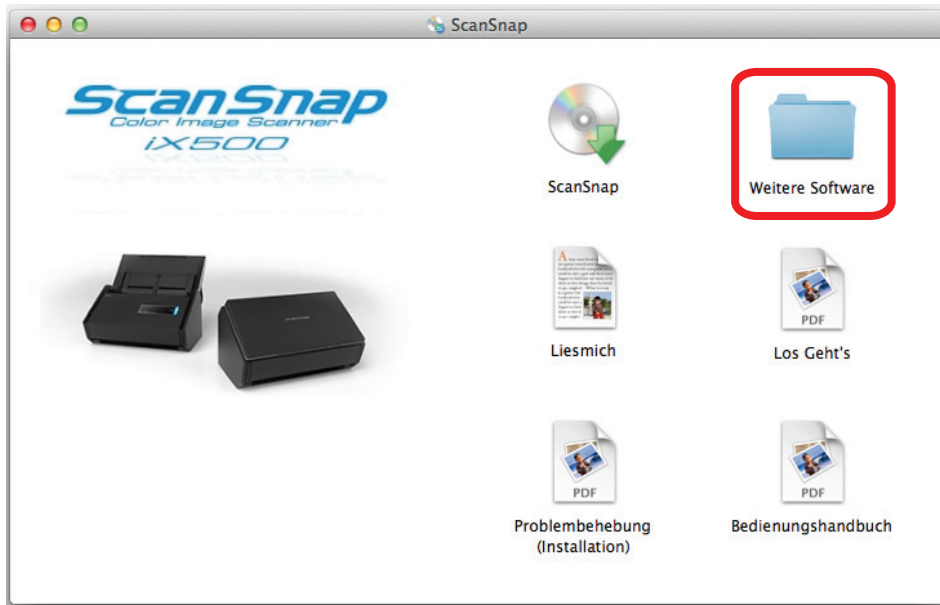 ScanSnap
ScanSnap
Color Image Scanner
iX500
ScanSnap
Weitere Software
Liesmich
PDF
Los Geht's
PDF
Problembehebung
(Installation)
PDF
Bedienungshandbuch